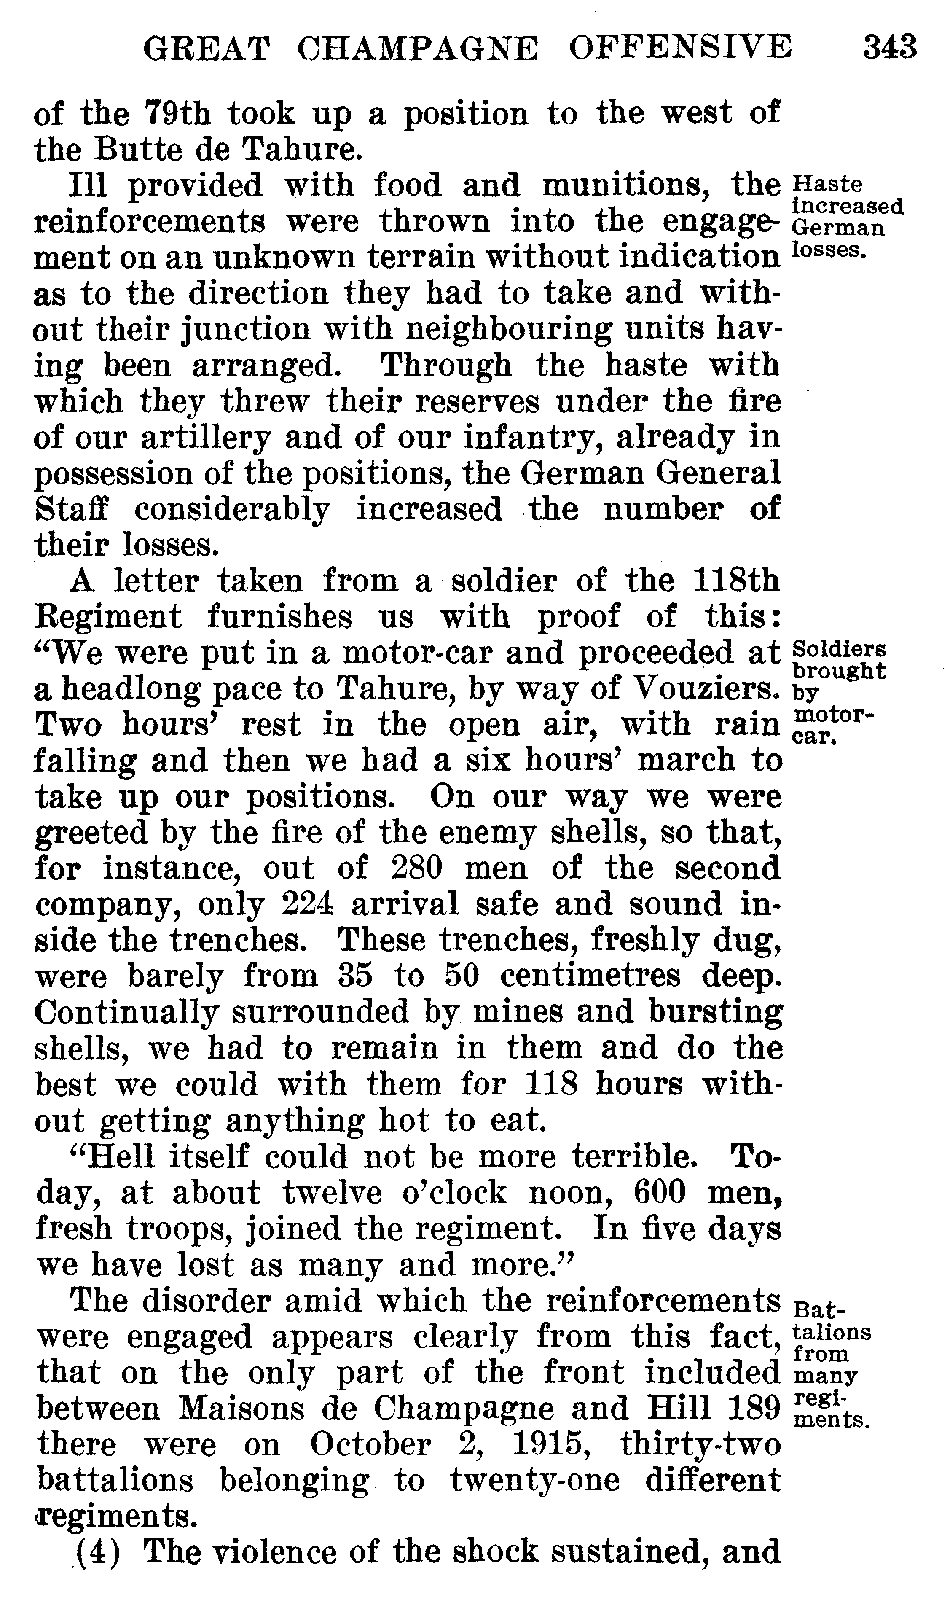 GREAT CHAMPAGNE OFFENSIVE 343
of the 79th took up a position to the west of
the Butte de Tahure.
Ill provided with food and munitions, the
reinforcements were thrown into the engage-
ment on an unknown terrain without indication
as to the direction they had to take and with-
out their junction with neighbouring units hav-
ing been arranged. Through the haste with
which they threw their reserves under the fire
of our artillery and of our infantry, already in
possession of the positions, the German General
Staff considerably increased the number of
their losses.
Haste
increased
German
losses.
A letter taken from a soldier of the 118th
Regiment furnishes us with proof of this:
“We were put in a motor-car and proceeded at
a headlong pace to Tahure, by way of Vouziers.
Two hours’ rest in the open air, with rain
falling and then we had a six hours’ march to
take up our positions. On our way we were
greeted by the fire of the enemy shells, so that,
for instance, out of 280 men of the second
company, only 224 arrival safe and sound in-
side the trenches. These trenches, freshly dug,
were barely from 35 to 50 centimetres deep.
Continually surrounded by mines and bursting
shells, we had to remain in them and do the
best we could with them for 118 hours with-
out getting anything hot to eat.
Soldiers
brought
by
motor-
car.
“Hell itself could not be more terrible. To-
day, at about twelve o’clock noon, 600 men,
fresh troops, joined the regiment. In five days
we have lost as many and more.”
The disorder amid which the reinforcements
were engaged appears clearly from this fact,
that on the only part of the front included
between Maisons de Champagne and Hill 189
there were on October 2, 1915, thirty-two
battalions belonging to twenty-one different
regiments.
Bat-
talions
from
many
regi-
ments.
(4) The violence of the shock sustained, and